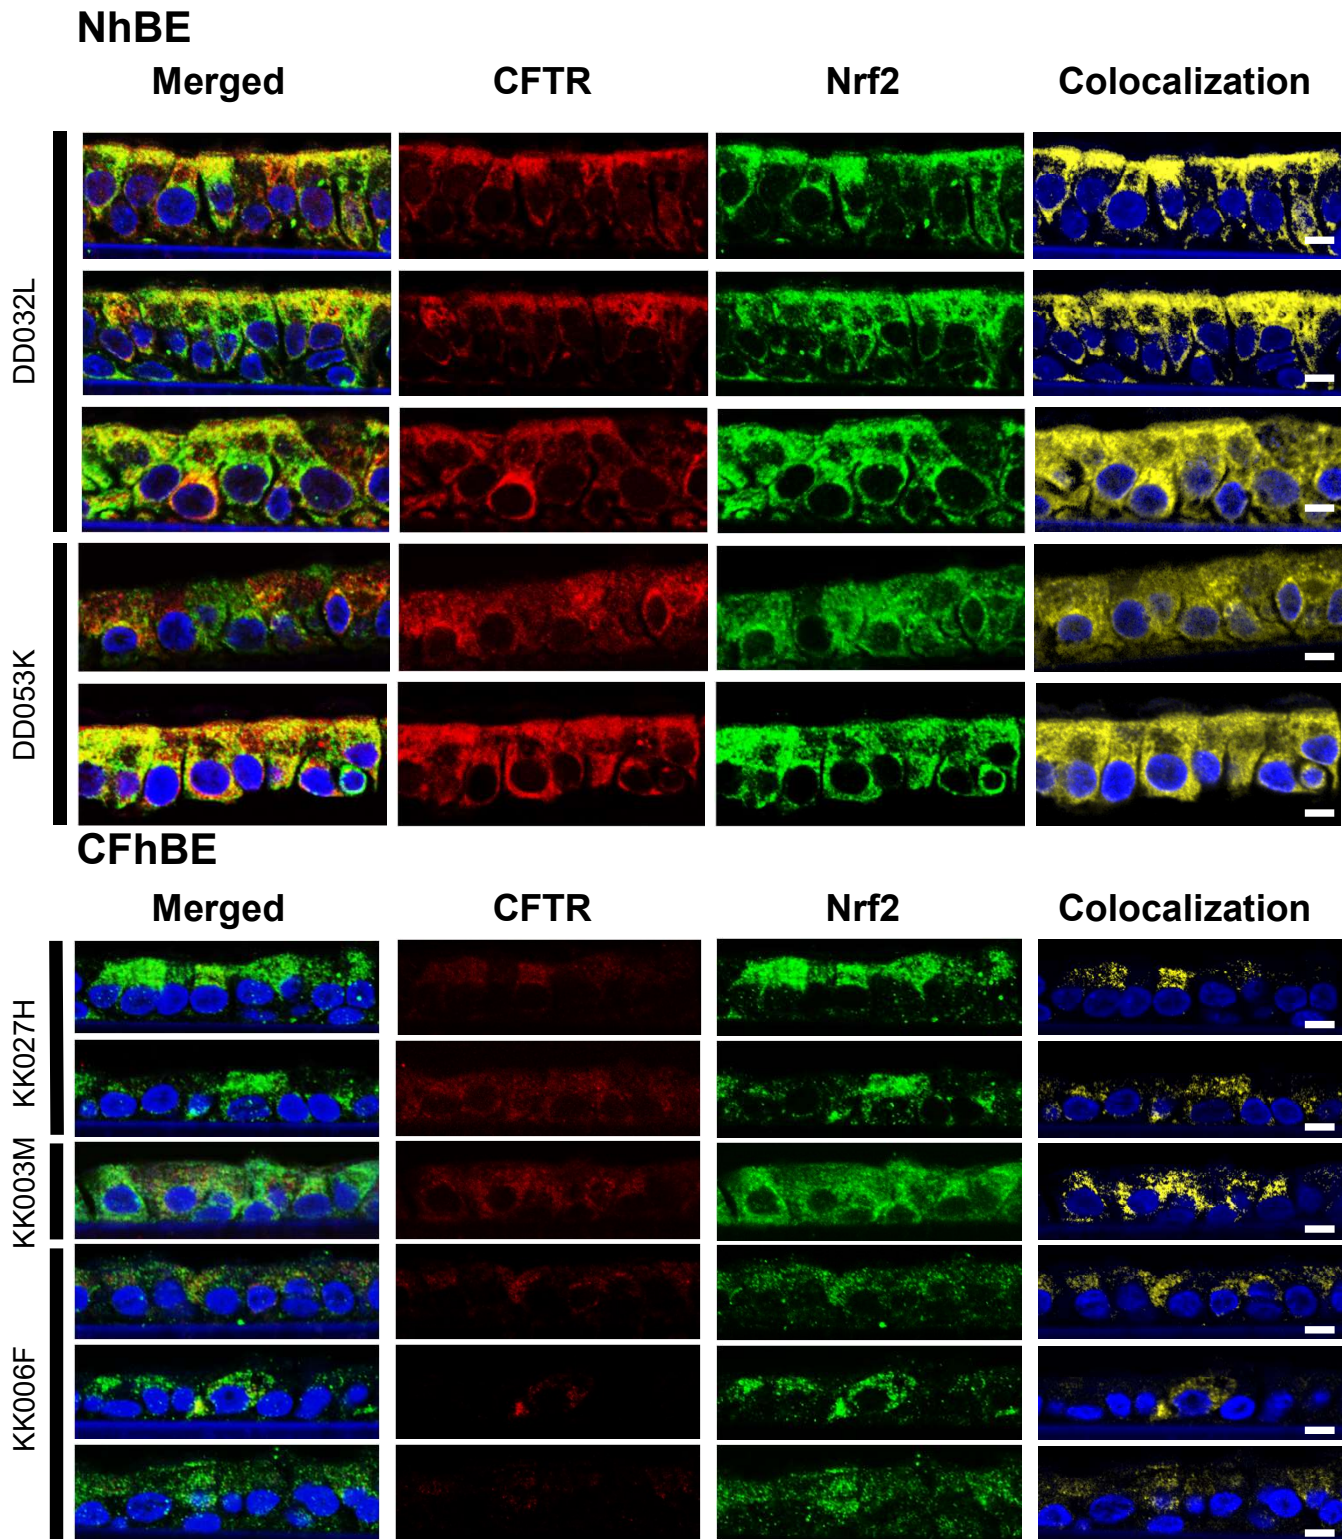 NhBE
Merged CFTR Nrf2 Colocalization
DD032L
DD053K
CFhBE
Merged CFTR Nrf2 Colocalization
KK027H
KK003M
KK006F